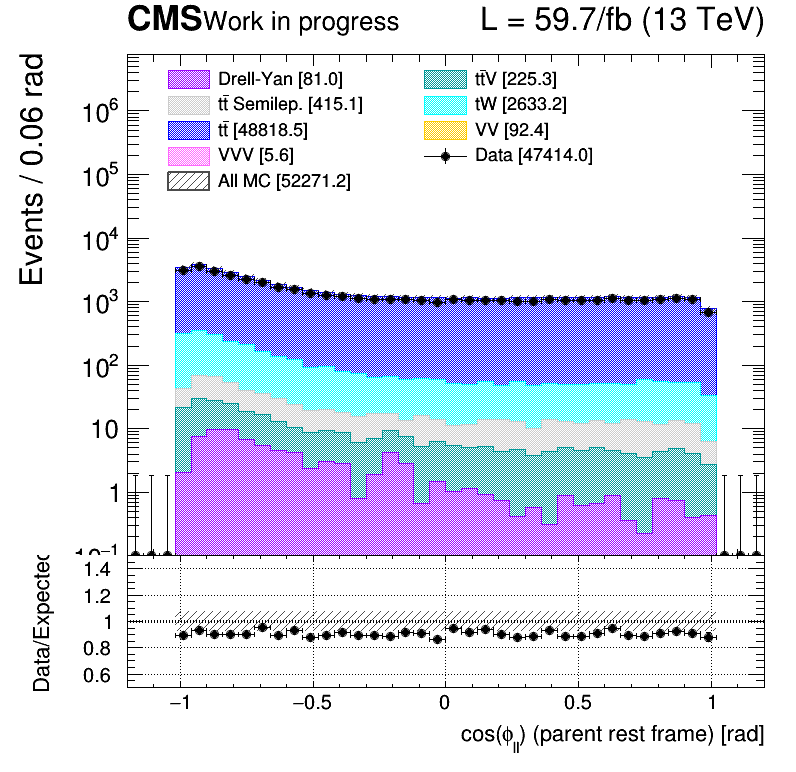 CMS Work in progress L = 59.7/fb (13 TeV)
Events / 0.06 rad
Drell-Yan [81.0]
tt̄V [225.3]
tt̄ Semilep. [415.1]
tW [2633.2]
tt̄ [48818.5]
VV [92.4]
VVV [5.6]
Data [47414.0]
All MC [52271.2]
10⁶
10⁵
10⁴
10³
10²
10
1
10⁻¹
Data/Expected
1.4
1.2
1
0.8
0.6
−1 −0.5 0 0.5 1
cos(ϕ_ll) (parent rest frame) [rad]